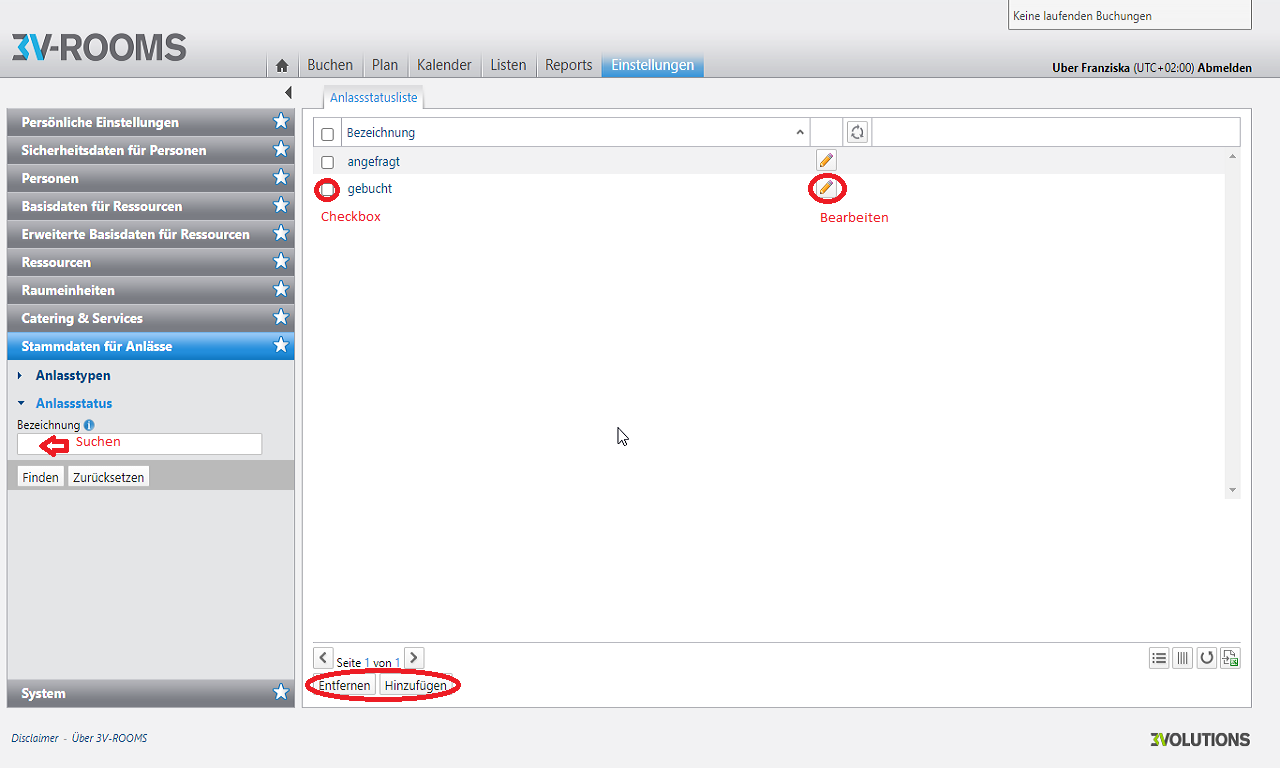 Keine laufenden Buchungen
3V-ROOMS
Buchen Plan Kalender Listen Reports Einstellungen
Uber Franziska (UTC+02:00) Abmelden
Anlassstatusliste
Persönliche Einstellungen
Sicherheitsdaten für Personen
Personen
Basisdaten für Ressourcen
Erweiterte Basisdaten für Ressourcen
Ressourcen
Raumeinheiten
Catering & Services
Stammdaten für Anlässe
Anlasstypen
Anlassstatus
Bezeichnung
Suchen
Finden Zurücksetzen
System
Bezeichnung
angefragt
gebucht
Checkbox Bearbeiten
Seite 1 von 1
Entfernen Hinzufügen
Disclaimer - Über 3V-ROOMS
3VOLUTIONS